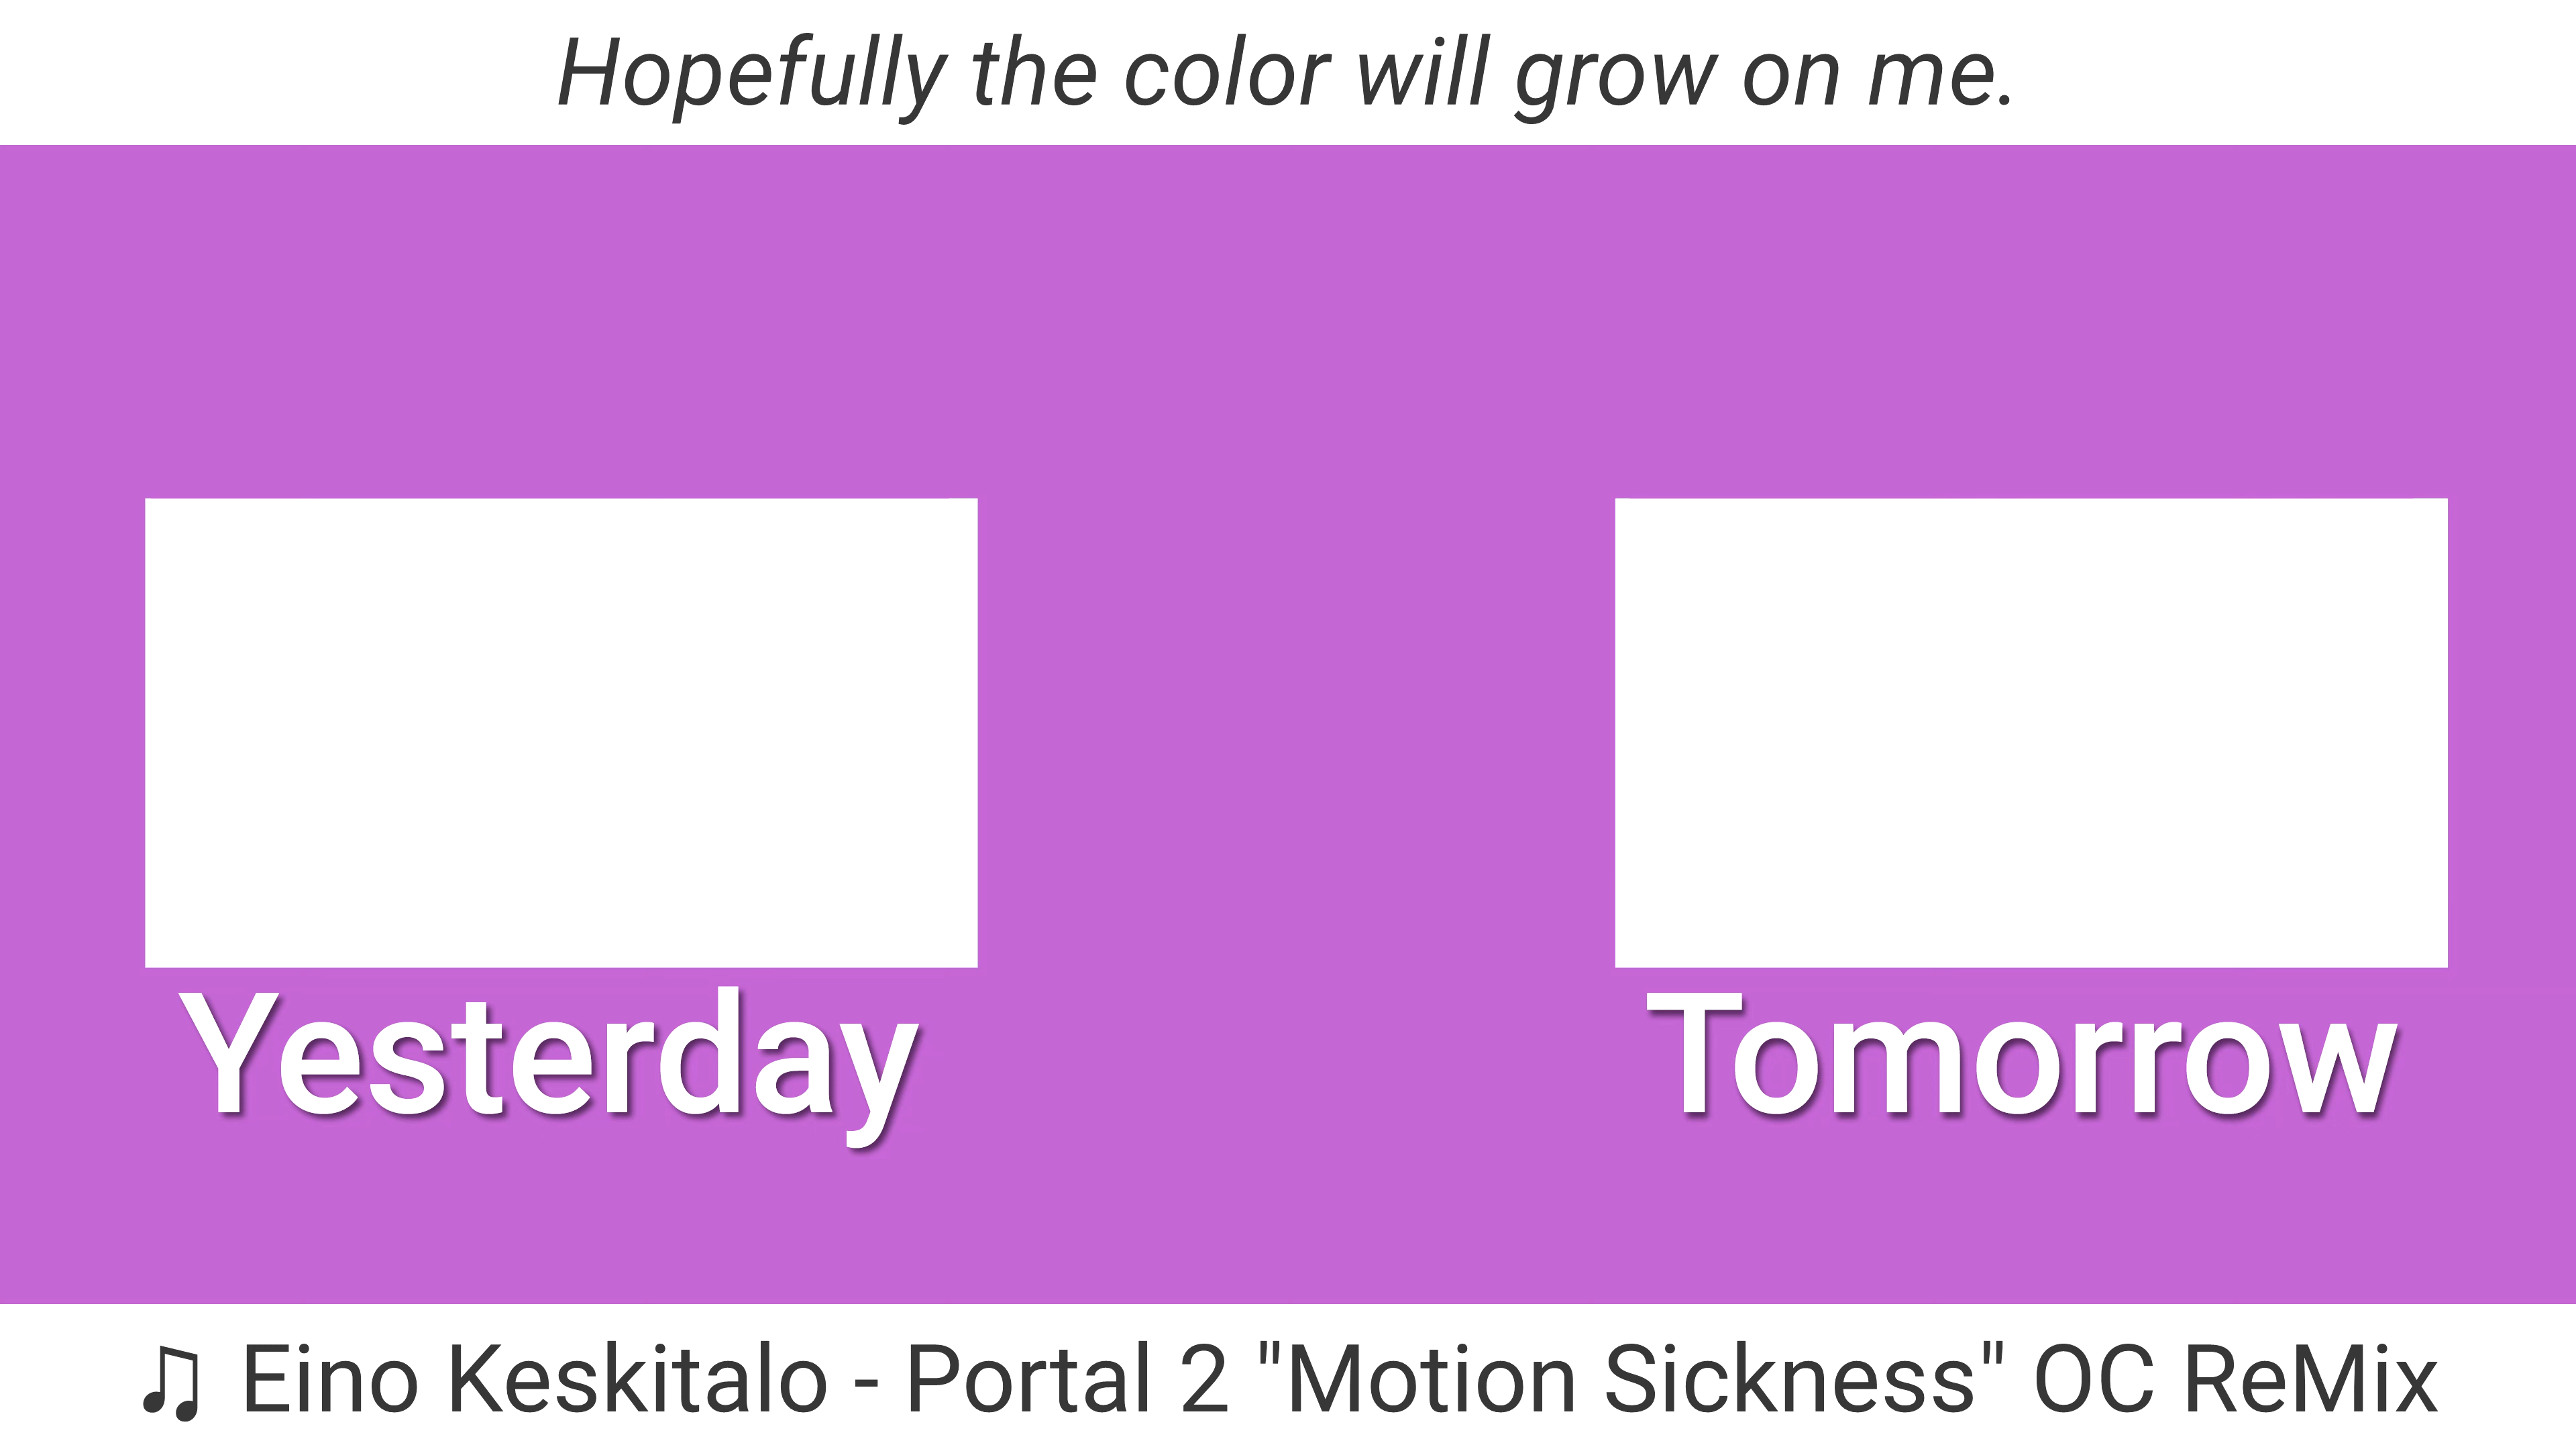 Hopefully the color will grow on me.
Yesterday
Tomorrow
♫ Eino Keskitalo - Portal 2 "Motion Sickness" OC ReMix